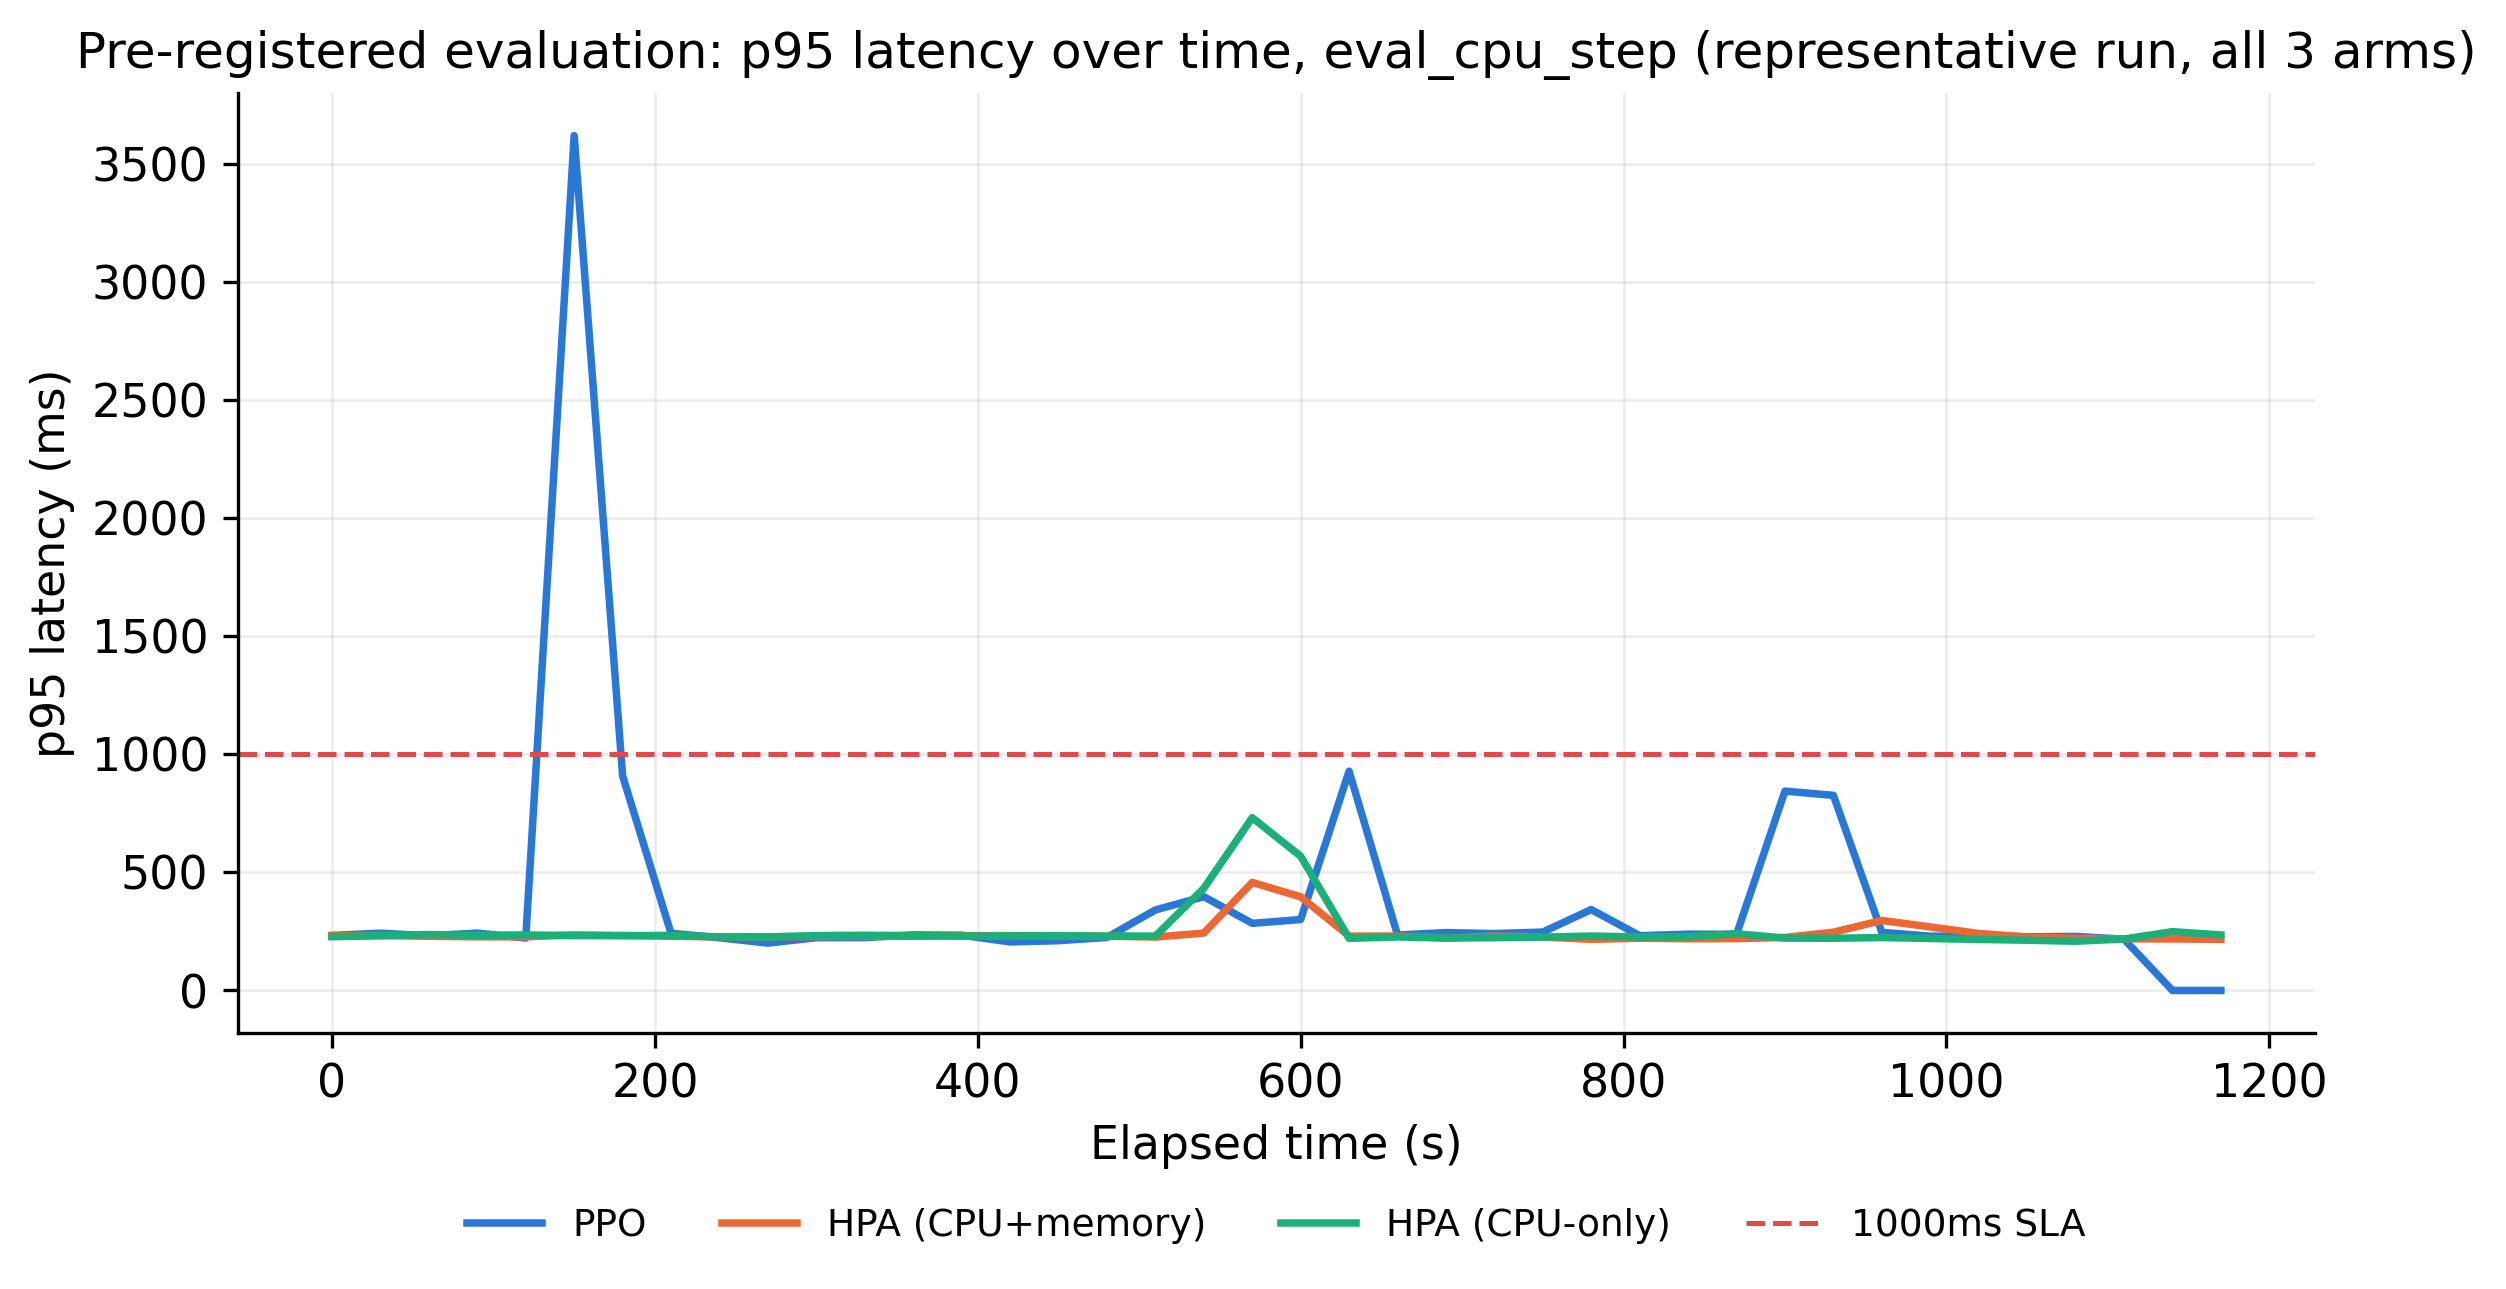 Pre-registered evaluation: p95 latency over time, eval_cpu_step (representative run, all 3 arms)
p95 latency (ms)
3500
3000
2500
2000
1500
1000
500
0
0 200 400 600 800 1000 1200
Elapsed time (s)
PPO HPA (CPU+memory) HPA (CPU-only) 1000ms SLA